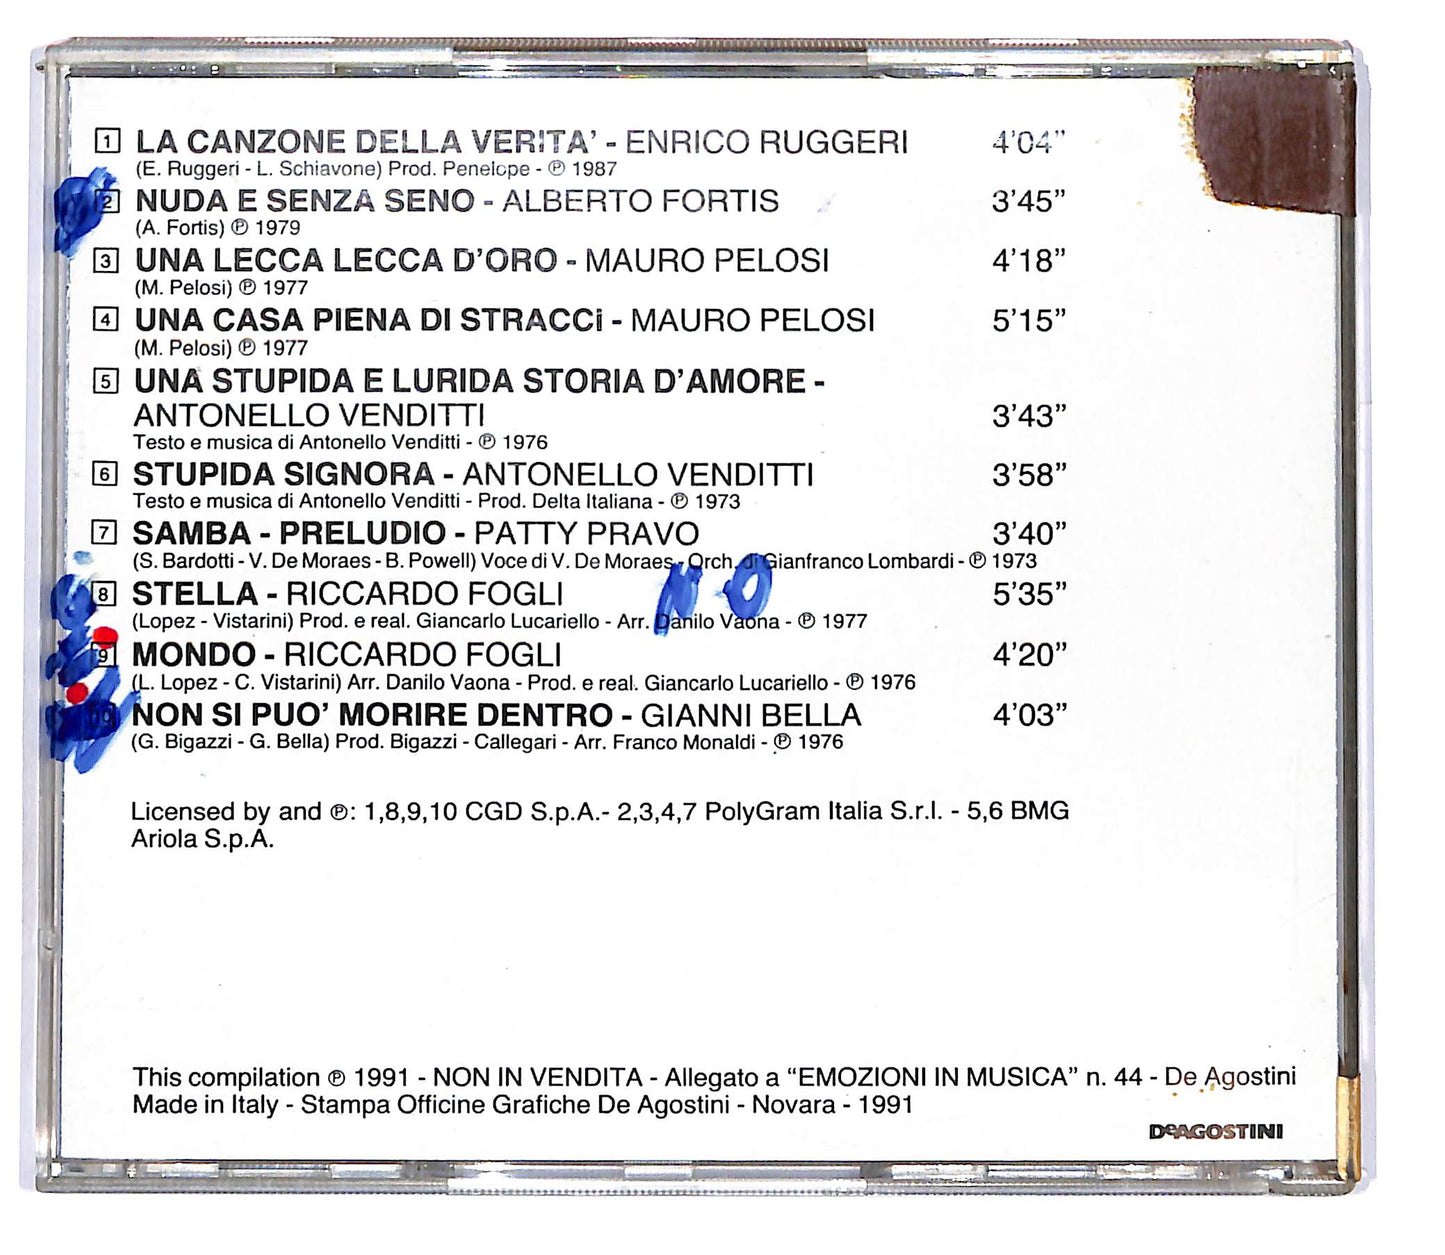 1 LA CANZONE DELLA VERITA' - ENRICO RUGGERI 4'04"
(E. Ruggeri - L. Schiavone) Prod. Penelope - ℗ 1987
2 NUDA E SENZA SENO - ALBERTO FORTIS 3'45"
(A. Fortis) ℗ 1979
3 UNA LECCA LECCA D'ORO - MAURO PELOSI 4'18"
(M. Pelosi) ℗ 1977
4 UNA CASA PIENA DI STRACCi - MAURO PELOSI 5'15"
(M. Pelosi) ℗ 1977
5 UNA STUPIDA E LURIDA STORIA D'AMORE -
ANTONELLO VENDITTI 3'43"
Testo e musica di Antonello Venditti - ℗ 1976
6 STUPIDA SIGNORA - ANTONELLO VENDITTI 3'58"
Testo e musica di Antonello Venditti - Prod. Delta Italiana - ℗ 1973
7 SAMBA - PRELUDIO - PATTY PRAVO 3'40"
(S. Bardotti - V. De Moraes - B. Powell) Voce di V. De Moraes - Orch. di Gianfranco Lombardi - ℗ 1973
8 STELLA - RICCARDO FOGLI NO 5'35"
(Lopez - Vistarini) Prod. e real. Giancarlo Lucariello - Arr. Danilo Vaona - ℗ 1977
9 MONDO - RICCARDO FOGLI 4'20"
(L. Lopez - C. Vistarini) Arr. Danilo Vaona - Prod. e real. Giancarlo Lucariello - ℗ 1976
10 NON SI PUO' MORIRE DENTRO - GIANNI BELLA 4'03"
(G. Bigazzi - G. Bella) Prod. Bigazzi - Callegari - Arr. Franco Monaldi - ℗ 1976
Licensed by and ℗: 1,8,9,10 CGD S.p.A.- 2,3,4,7 PolyGram Italia S.r.l. - 5,6 BMG
Ariola S.p.A.
This compilation ℗ 1991 - NON IN VENDITA - Allegato a "EMOZIONI IN MUSICA" n. 44 - De Agostini
Made in Italy - Stampa Officine Grafiche De Agostini - Novara - 1991
DeAGOSTINI